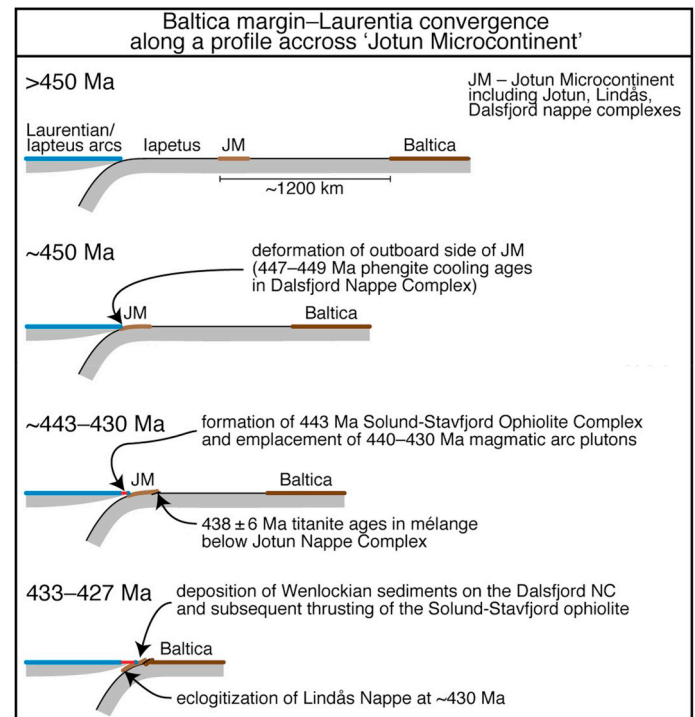 Baltica margin–Laurentia convergence
along a profile accross ‘Jotun Microcontinent’
>450 Ma
JM – Jotun Microcontinent
including Jotun, Lindås,
Dalsfjord nappe complexes
Laurentian/
Iapteus arcs
Iapetus
JM
Baltica
~1200 km
~450 Ma
deformation of outboard side of JM
(447–449 Ma phengite cooling ages
in Dalsfjord Nappe Complex)
JM
Baltica
~443–430 Ma
formation of 443 Ma Solund-Stavfjord Ophiolite Complex
and emplacement of 440–430 Ma magmatic arc plutons
JM
Baltica
438 ± 6 Ma titanite ages in mélange
below Jotun Nappe Complex
433–427 Ma
deposition of Wenlockian sediments on the Dalsfjord NC
and subsequent thrusting of the Solund-Stavfjord ophiolite
Baltica
eclogitization of Lindås Nappe at ~430 Ma